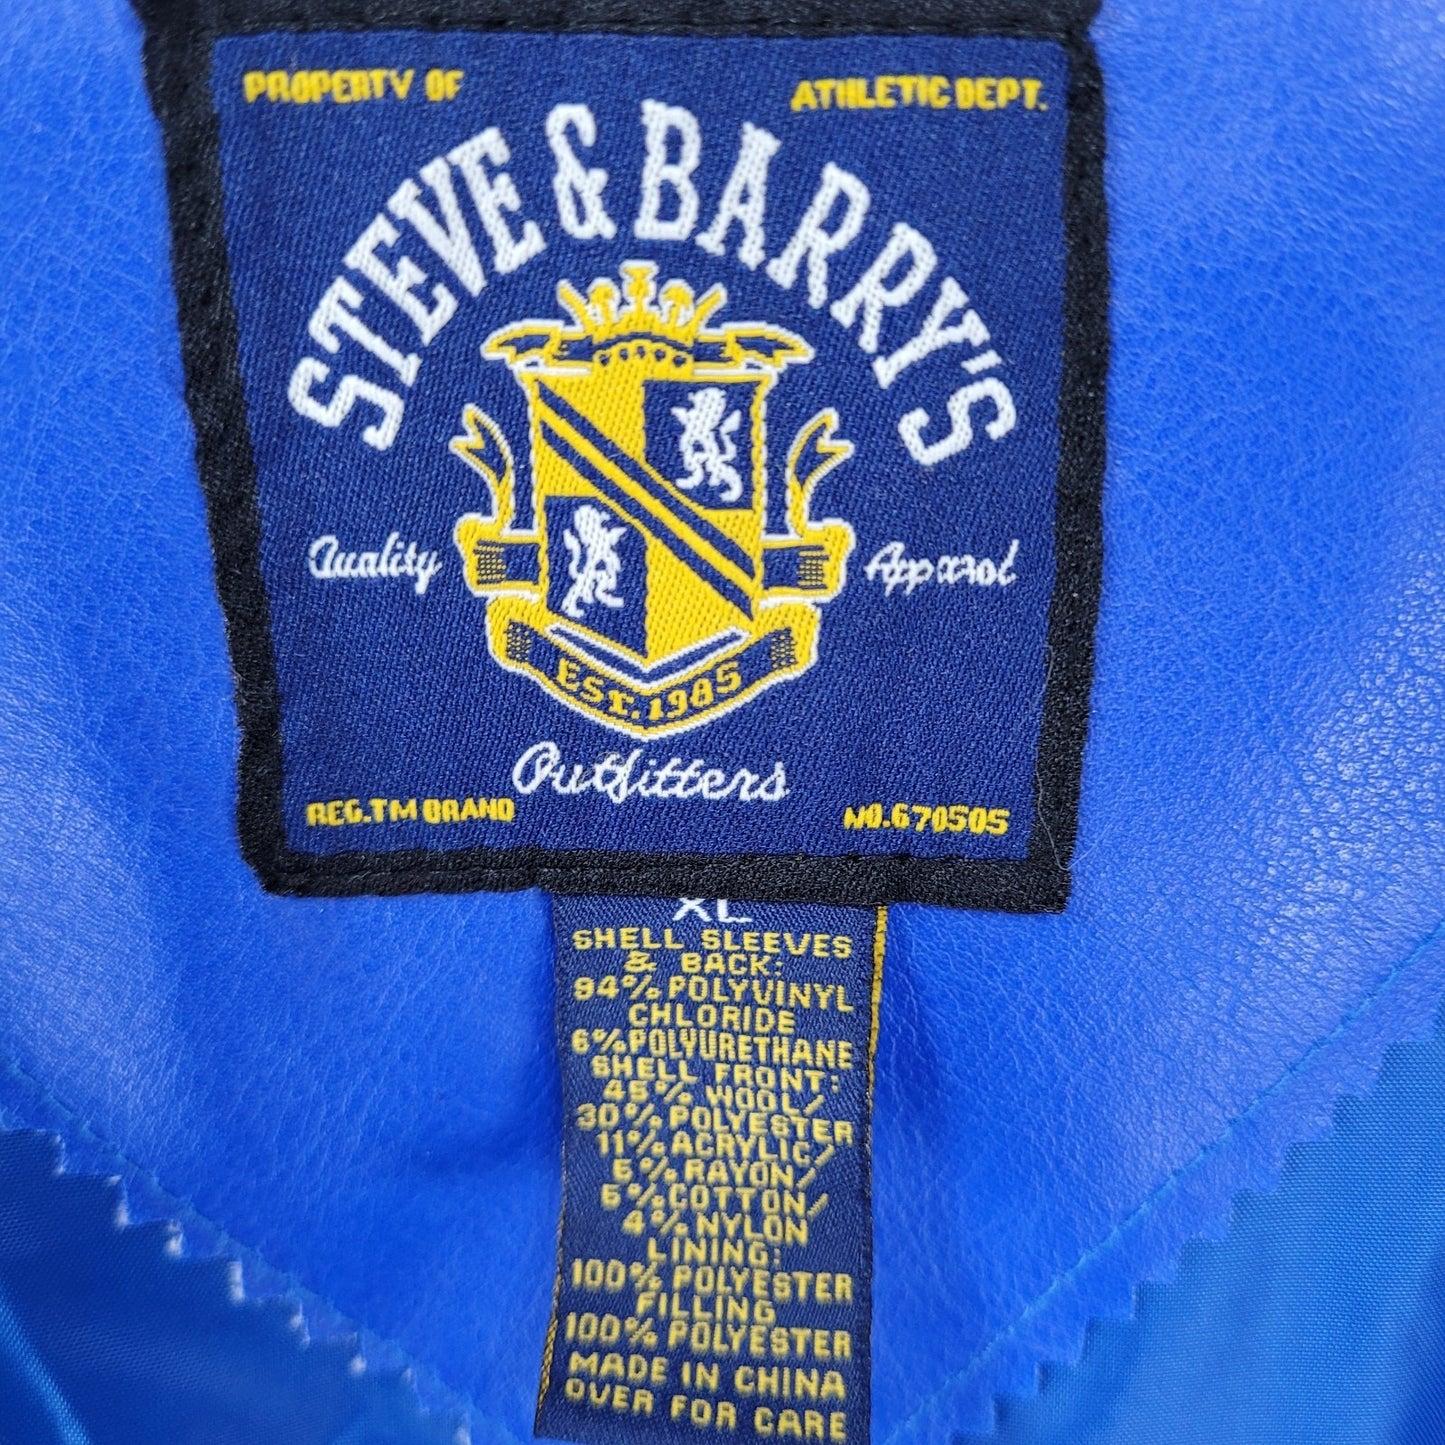 PROPERTY OF
ATHLETIC DEPT.
STEVE & BARRY'S
Quality
Apparel
EST. 1985
Outfitters
REG. TM BRAND
NO. 670505
XL
SHELL SLEEVES
& BACK:
94% POLYVINYL
CHLORIDE
6% POLYURETHANE
SHELL FRONT:
45% WOOL/
30% POLYESTER
11% ACRYLIC/
5% RAYON/
5% COTTON/
4% NYLON
LINING:
100% POLYESTER
FILLING
100% POLYESTER
MADE IN CHINA
OVER FOR CARE